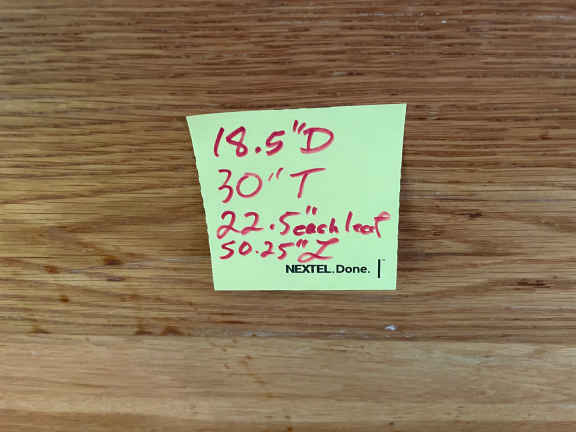 18.5"D
30"T
22.5"each leaf
50.25"L
NEXTEL.Done.